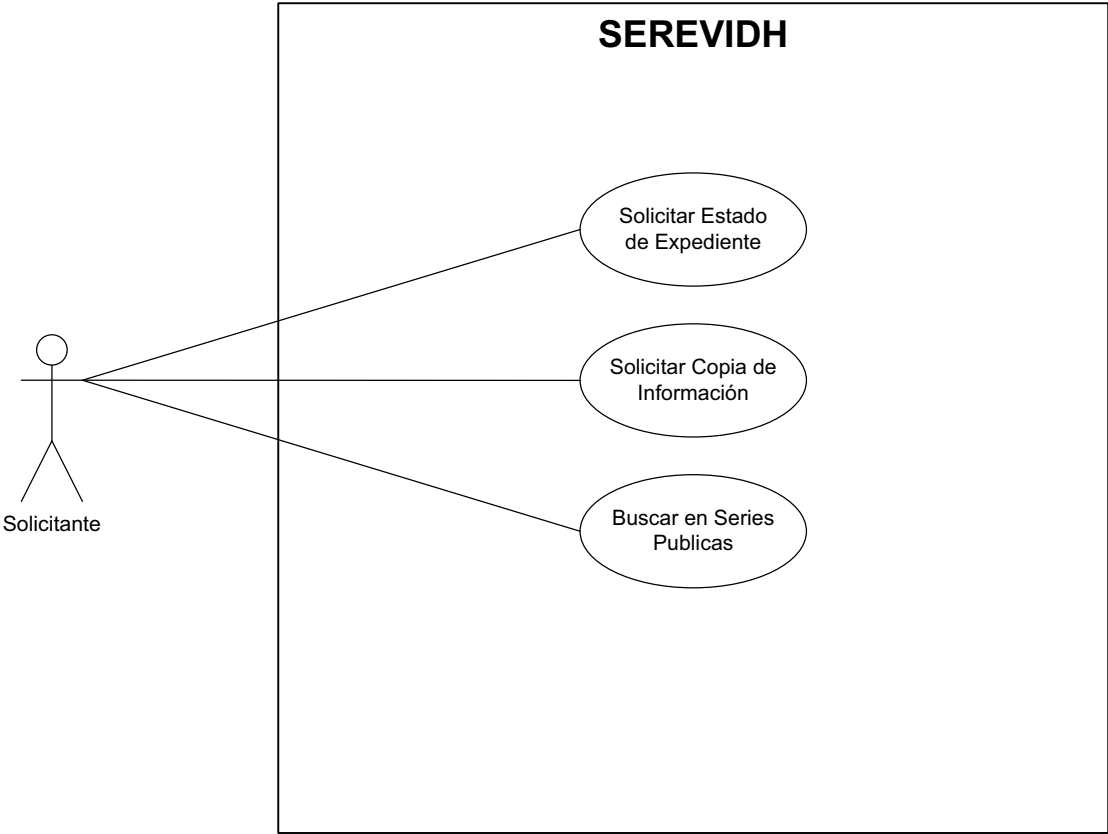 SEREVIDH
Solicitar Estado
de Expediente
Solicitar Copia de
Información
Buscar en Series
Publicas
Solicitante